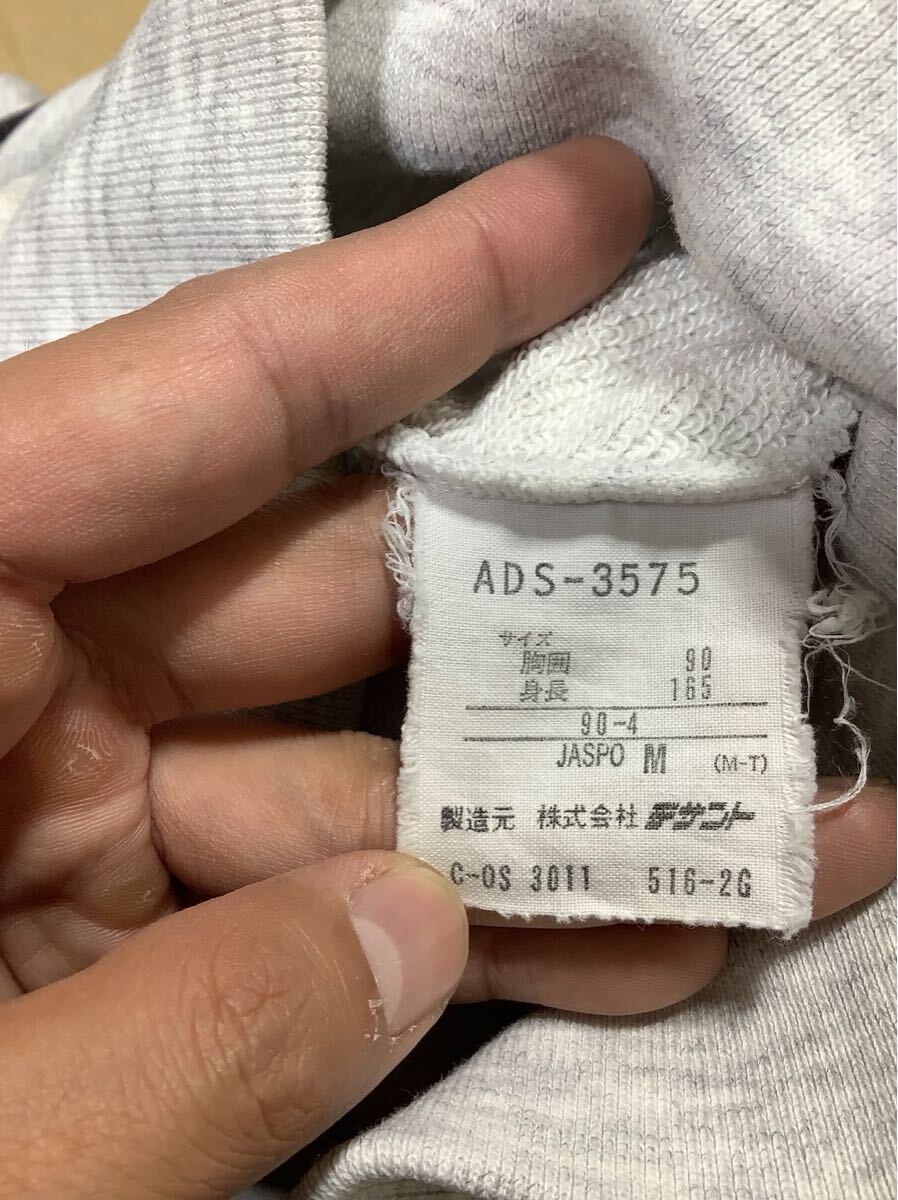 ADS-3575
サイズ
胸囲 90
身長 165
90-4
JASPO M (M-T)
製造元 株式会社 デサント
C-OS 3011 516-2G